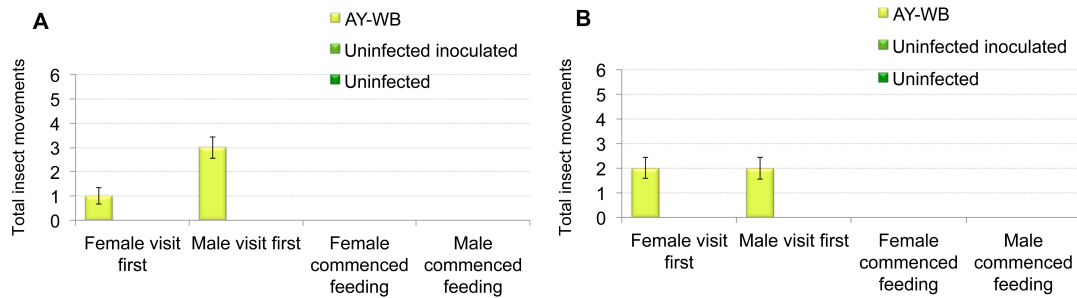 A
AY-WB
Uninfected inoculated
Uninfected
Total insect movements
6
5
4
3
2
1
0
Female visit first
Male visit first
Female commenced feeding
Male commenced feeding
B
AY-WB
Uninfected inoculated
Uninfected
Total insect movements
6
5
4
3
2
1
0
Female visit first
Male visit first
Female commenced feeding
Male commenced feeding